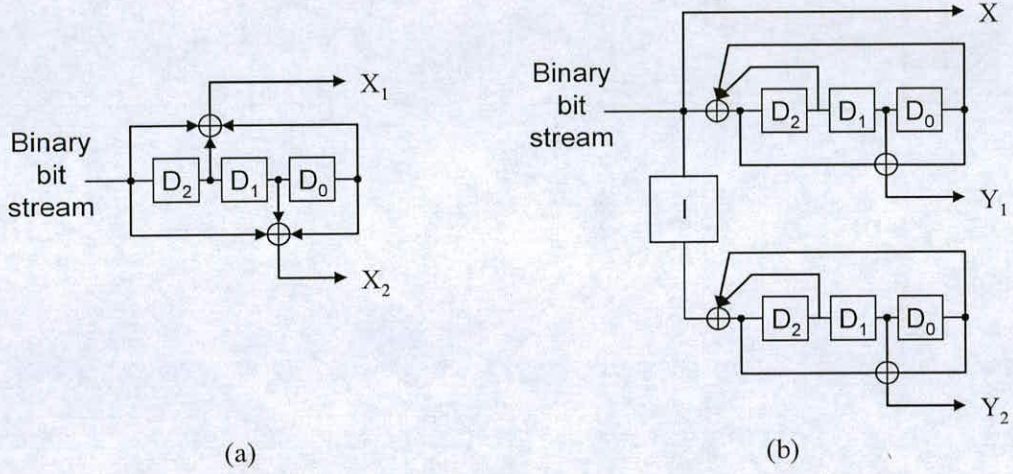 Binary
bit
stream
X₁
D₂ D₁ D₀
X₂
(a)
Binary
bit
stream
X
D₂ D₁ D₀
Y₁
I
D₂ D₁ D₀
Y₂
(b)